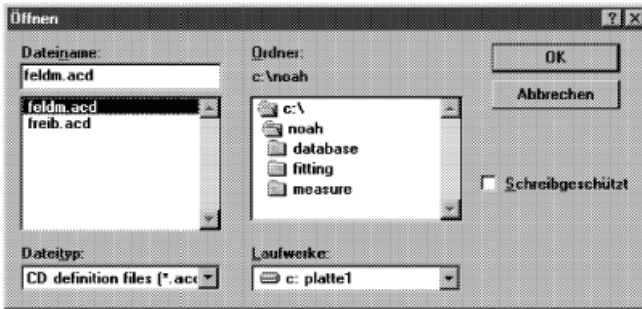 Öffnen
Dateiname:
feldm.acd
feldm.acd
freib.acd
Dateityp:
CD definition files (*.acc
Ordner:
c:\noah
c:\
noah
database
fitting
measure
Laufwerke:
c: platte1
OK
Abbrechen
Schreibgeschützt